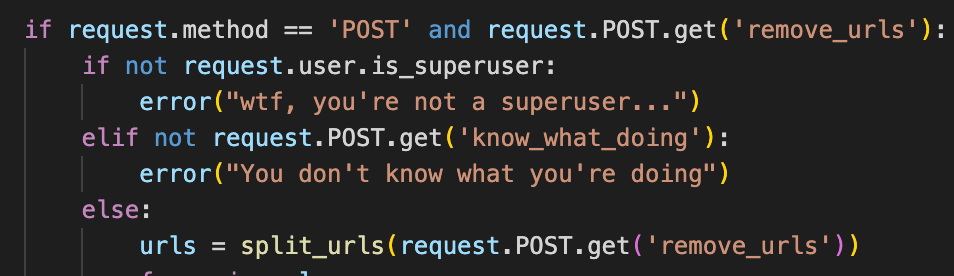 if request.method == 'POST' and request.POST.get('remove_urls'):
if not request.user.is_superuser:
error("wtf, you're not a superuser...")
elif not request.POST.get('know_what_doing'):
error("You don't know what you're doing")
else:
urls = split_urls(request.POST.get('remove_urls'))